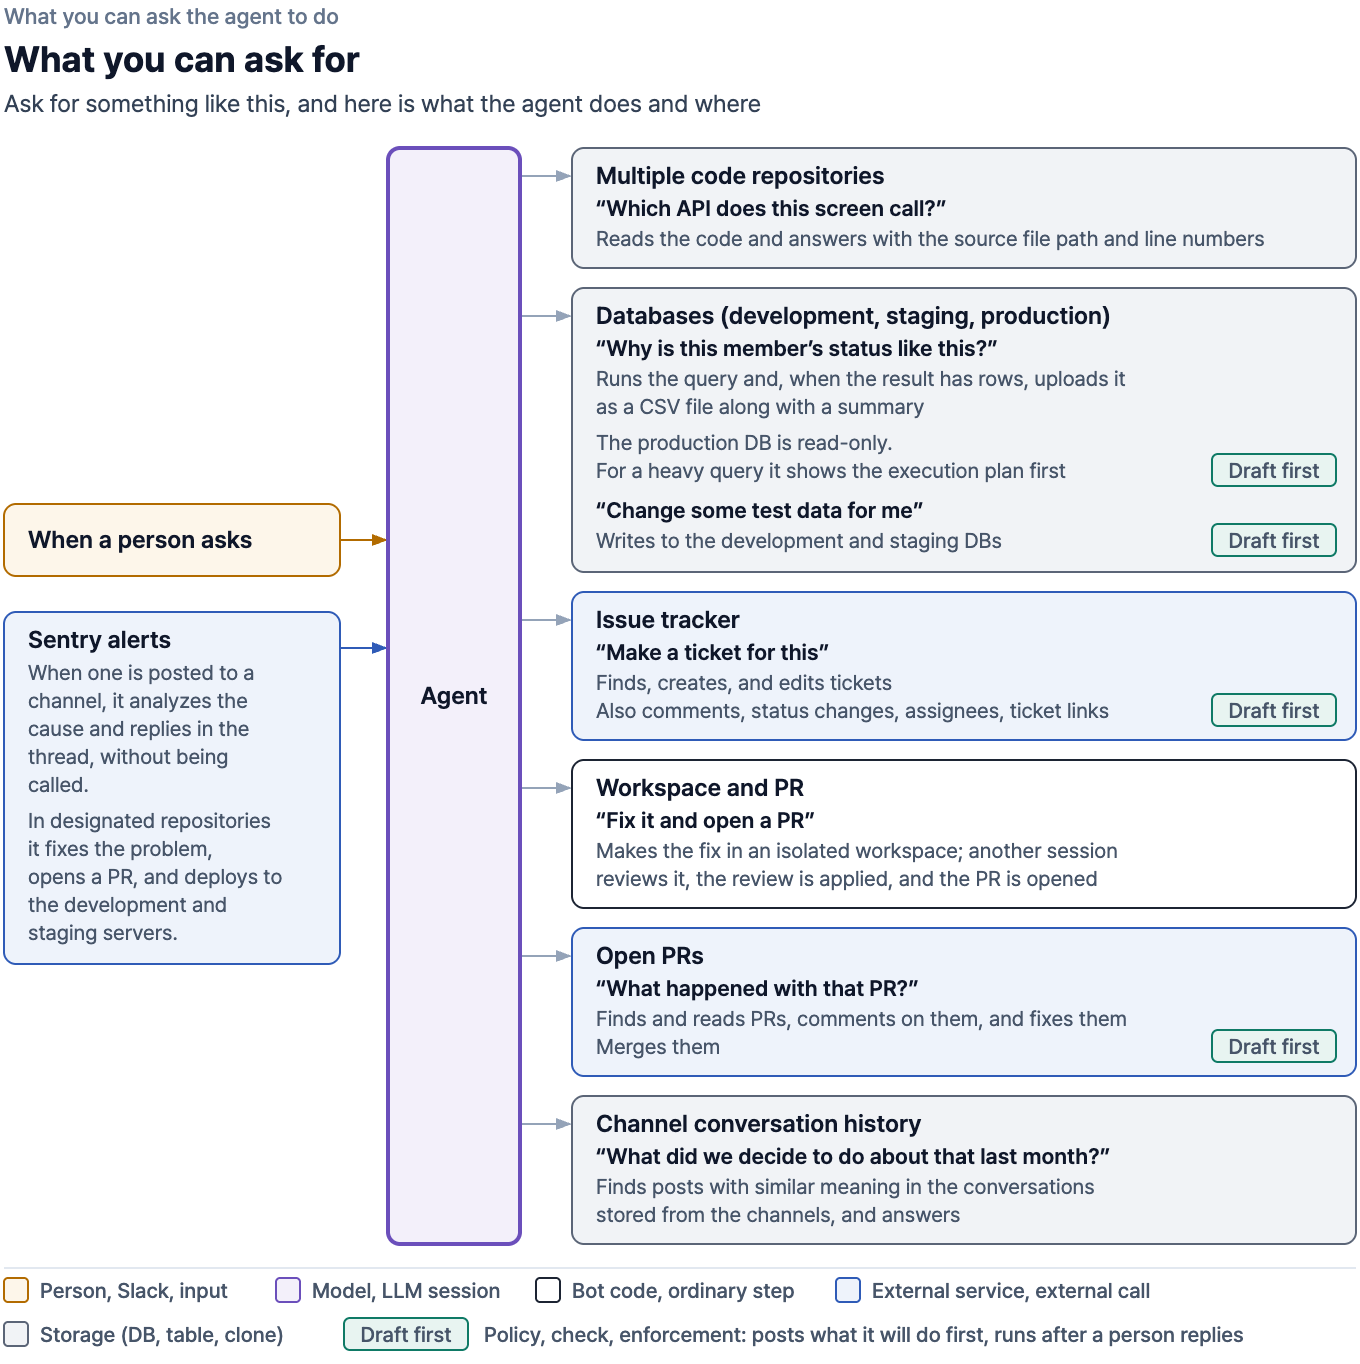 What you can ask the agent to do
What you can ask for
Ask for something like this, and here is what the agent does and where
When a person asks
Sentry alerts
When one is posted to a
channel, it analyzes the
cause and replies in the
thread, without being
called.
In designated repositories
it fixes the problem,
opens a PR, and deploys to
the development and
staging servers.
Agent
Multiple code repositories
“Which API does this screen call?”
Reads the code and answers with the source file path and line numbers
Databases (development, staging, production)
“Why is this member’s status like this?”
Runs the query and, when the result has rows, uploads it
as a CSV file along with a summary
The production DB is read-only.
For a heavy query it shows the execution plan first
Draft first
“Change some test data for me”
Writes to the development and staging DBs
Draft first
Issue tracker
“Make a ticket for this”
Finds, creates, and edits tickets
Also comments, status changes, assignees, ticket links
Draft first
Workspace and PR
“Fix it and open a PR”
Makes the fix in an isolated workspace; another session
reviews it, the review is applied, and the PR is opened
Open PRs
“What happened with that PR?”
Finds and reads PRs, comments on them, and fixes them
Merges them
Draft first
Channel conversation history
“What did we decide to do about that last month?”
Finds posts with similar meaning in the conversations
stored from the channels, and answers
Person, Slack, input
Model, LLM session
Bot code, ordinary step
External service, external call
Storage (DB, table, clone)
Draft first
Policy, check, enforcement: posts what it will do first, runs after a person replies